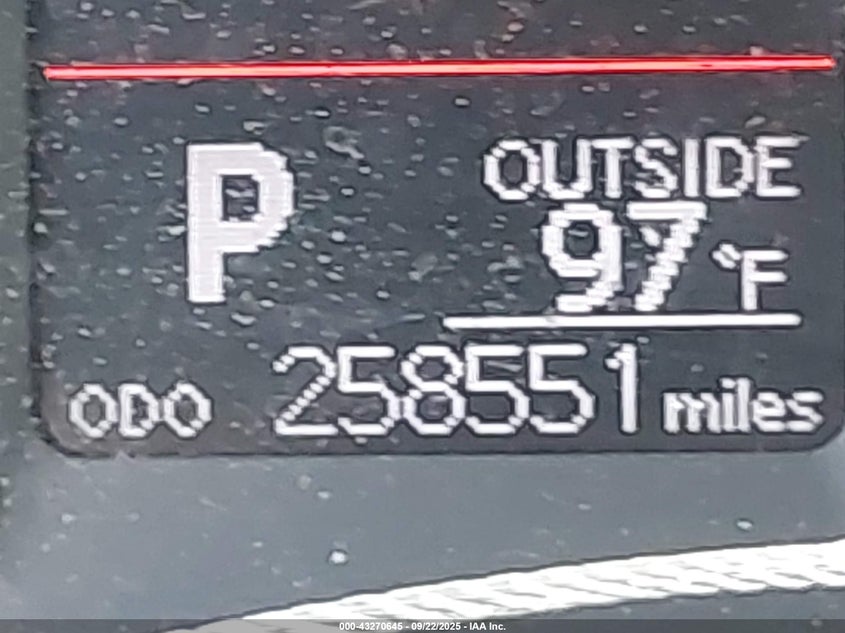 P
OUTSIDE
97°F
ODO 258551 miles
000-43270645 - 09/22/2025 - IAA Inc.